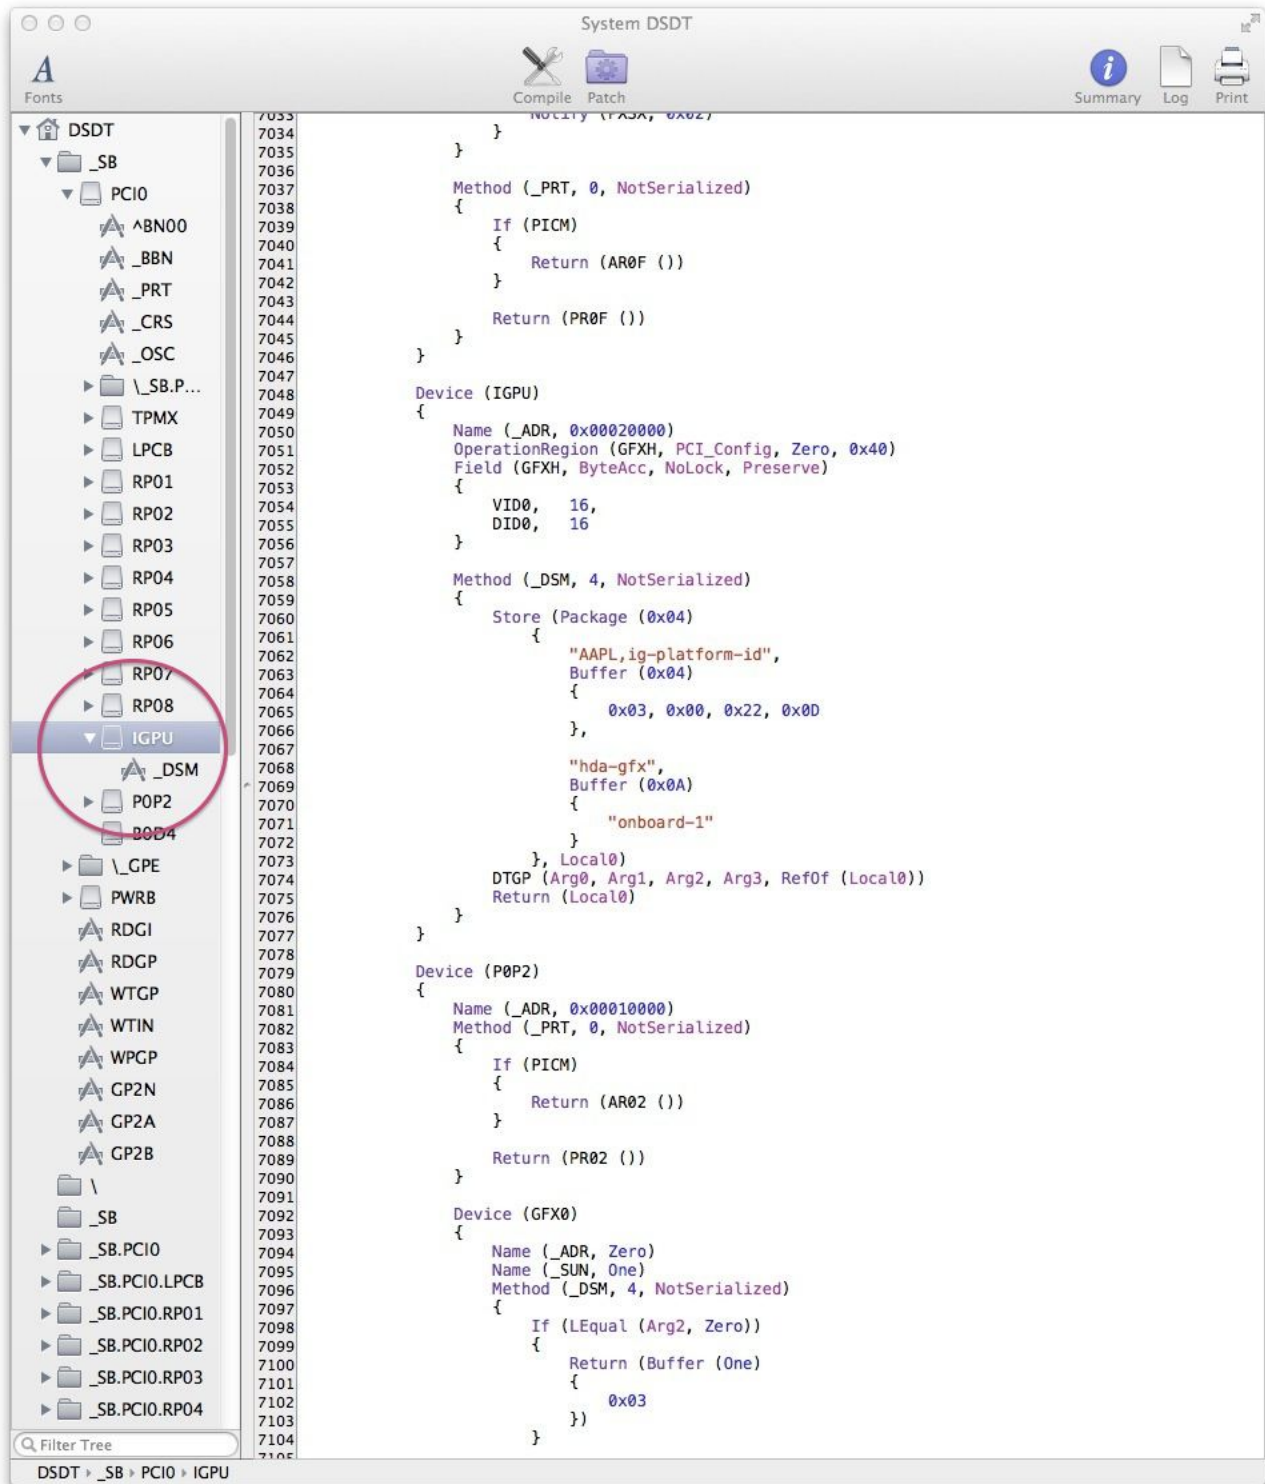 System DSDT
Fonts
Compile
Patch
Summary
Log
Print
DSDT
_SB
PCI0
^BN00
_BBN
_PRT
_CRS
_OSC
\_SB.P...
TPMX
LPCB
RP01
RP02
RP03
RP04
RP05
RP06
RP07
RP08
IGPU
_DSM
P0P2
B0D4
\_GPE
PWRB
RDGI
RDGP
WTGP
WTIN
WPGP
GP2N
GP2A
GP2B
\
_SB
_SB.PCI0
_SB.PCI0.LPCB
_SB.PCI0.RP01
_SB.PCI0.RP02
_SB.PCI0.RP03
_SB.PCI0.RP04
Filter Tree
7033 Notify (PXSX, 0x02)
7034 }
7035 }
7036
7037 Method (_PRT, 0, NotSerialized)
7038 {
7039 If (PICM)
7040 {
7041 Return (AR0F ())
7042 }
7043
7044 Return (PR0F ())
7045 }
7046 }
7047
7048 Device (IGPU)
7049 {
7050 Name (_ADR, 0x00020000)
7051 OperationRegion (GFXH, PCI_Config, Zero, 0x40)
7052 Field (GFXH, ByteAcc, NoLock, Preserve)
7053 {
7054 VID0, 16,
7055 DID0, 16
7056 }
7057
7058 Method (_DSM, 4, NotSerialized)
7059 {
7060 Store (Package (0x04)
7061 {
7062 "AAPL,ig-platform-id",
7063 Buffer (0x04)
7064 {
7065 0x03, 0x00, 0x22, 0x0D
7066 },
7067
7068 "hda-gfx",
7069 Buffer (0x0A)
7070 {
7071 "onboard-1"
7072 }
7073 }, Local0)
7074 DTGP (Arg0, Arg1, Arg2, Arg3, RefOf (Local0))
7075 Return (Local0)
7076 }
7077 }
7078
7079 Device (P0P2)
7080 {
7081 Name (_ADR, 0x00010000)
7082 Method (_PRT, 0, NotSerialized)
7083 {
7084 If (PICM)
7085 {
7086 Return (AR02 ())
7087 }
7088
7089 Return (PR02 ())
7090 }
7091
7092 Device (GFX0)
7093 {
7094 Name (_ADR, Zero)
7095 Name (_SUN, One)
7096 Method (_DSM, 4, NotSerialized)
7097 {
7098 If (LEqual (Arg2, Zero))
7099 {
7100 Return (Buffer (One)
7101 {
7102 0x03
7103 })
7104 }
7105
DSDT ▸ _SB ▸ PCI0 ▸ IGPU